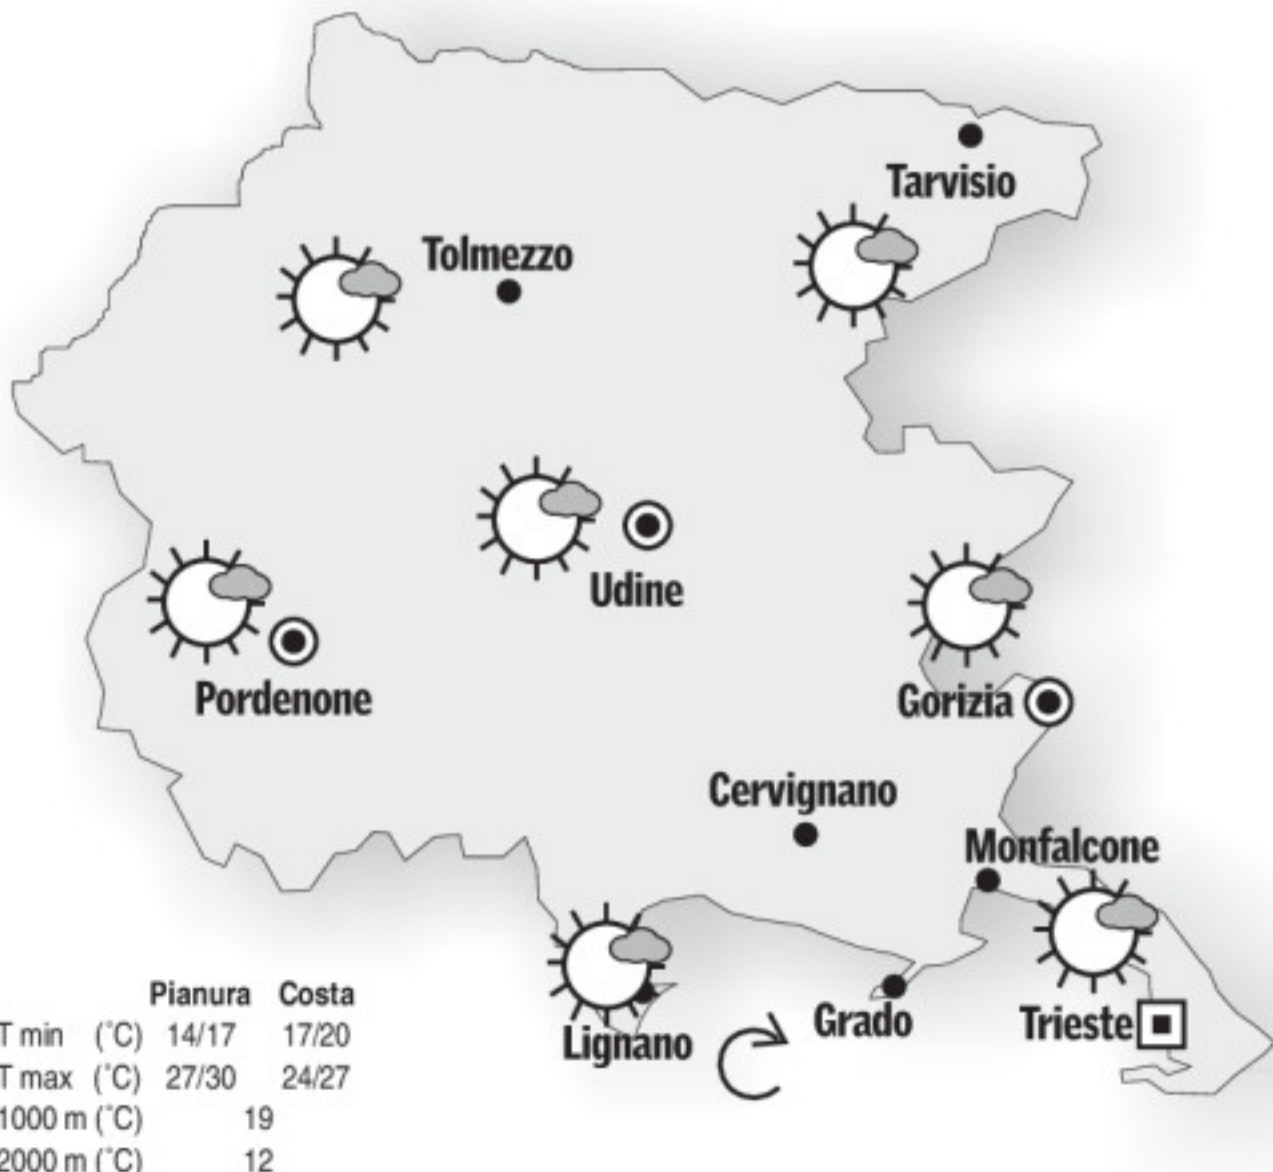 Tarvisio
Tolmezzo
Udine
Pordenone
Gorizia
Cervignano
Monfalcone
Grado
Trieste
Lignano
Pianura Costa
T min (°C) 14/17 17/20
T max (°C) 27/30 24/27
1000 m (°C) 19
2000 m (°C) 12